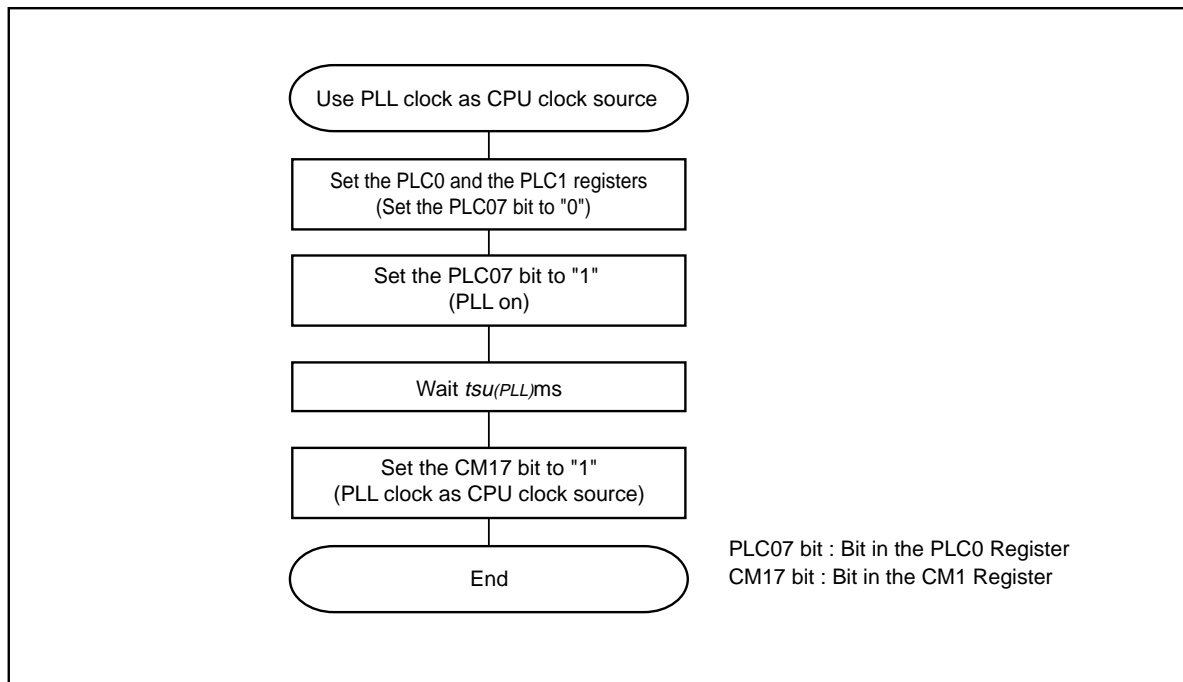 Use PLL clock as CPU clock source
Set the PLC0 and the PLC1 registers
(Set the PLC07 bit to "0")
Set the PLC07 bit to "1"
(PLL on)
Wait tsu(PLL)ms
Set the CM17 bit to "1"
(PLL clock as CPU clock source)
End
PLC07 bit : Bit in the PLC0 Register
CM17 bit : Bit in the CM1 Register